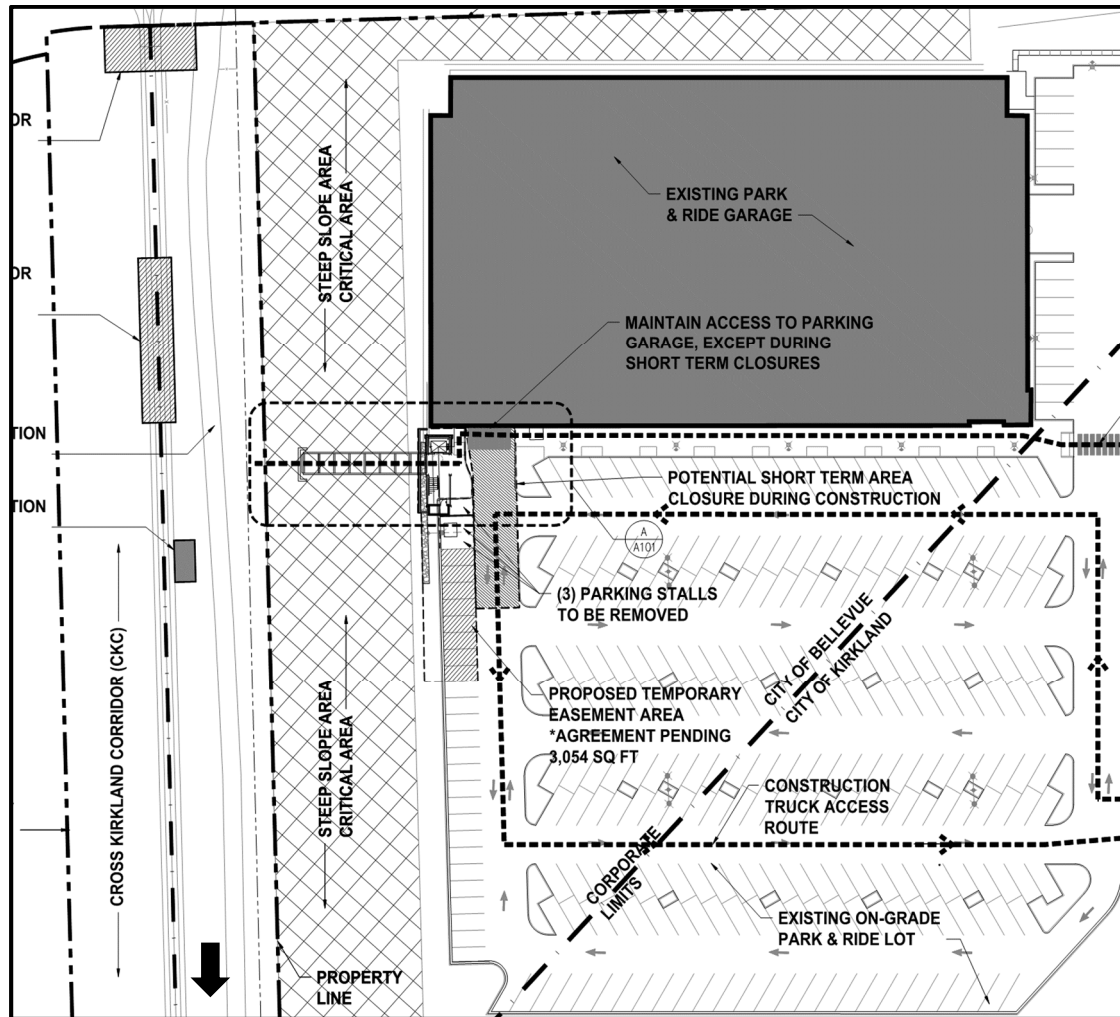 OR
OR
TION
TION
STEEP SLOPE AREA
CRITICAL AREA
EXISTING PARK
& RIDE GARAGE
MAINTAIN ACCESS TO PARKING
GARAGE, EXCEPT DURING
SHORT TERM CLOSURES
POTENTIAL SHORT TERM AREA
CLOSURE DURING CONSTRUCTION
A
A101
(3) PARKING STALLS
TO BE REMOVED
CITY OF BELLEVUE
CITY OF KIRKLAND
PROPOSED TEMPORARY
EASEMENT AREA
*AGREEMENT PENDING
3,054 SQ FT
STEEP SLOPE AREA
CRITICAL AREA
CROSS KIRKLAND CORRIDOR (CKC)
CONSTRUCTION
TRUCK ACCESS
ROUTE
CORPORATE
LIMITS
EXISTING ON-GRADE
PARK & RIDE LOT
PROPERTY
LINE